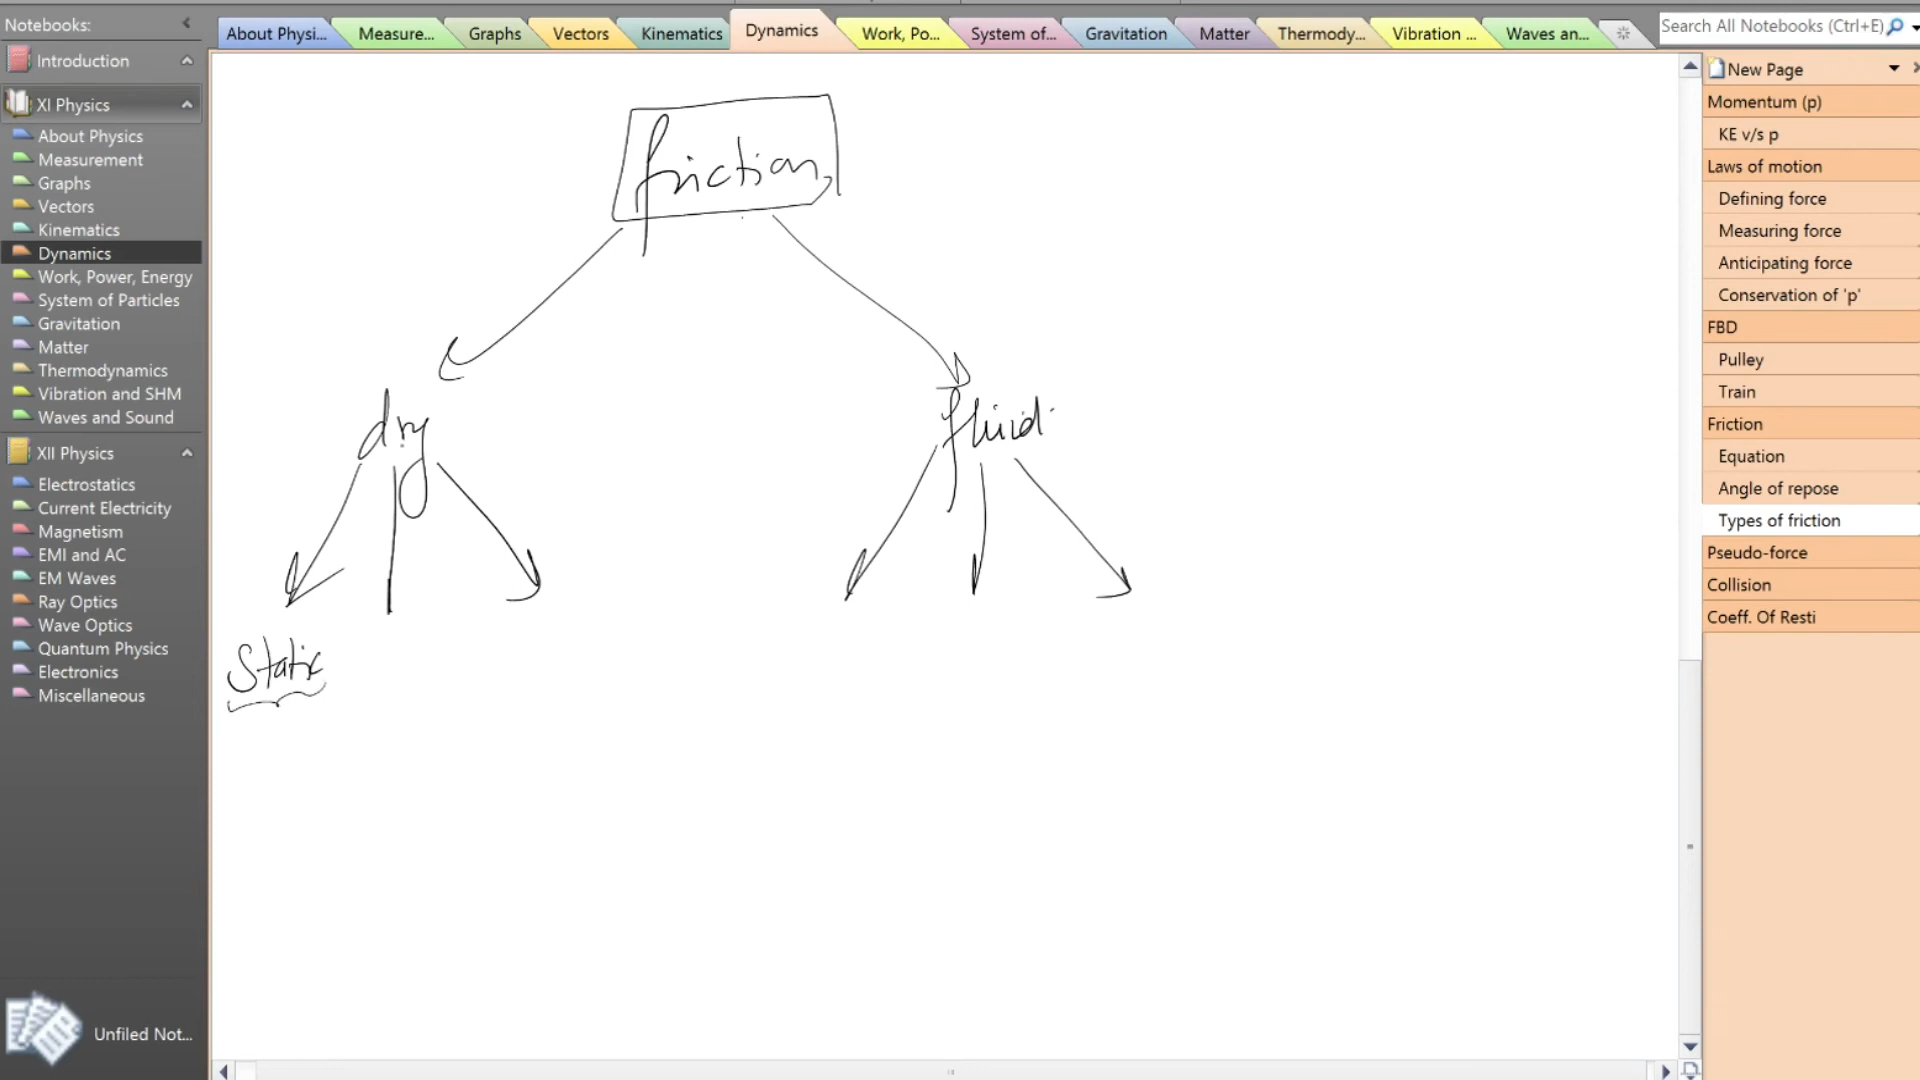 Notebooks:
Introduction
XI Physics
About Physics
Measurement
Graphs
Vectors
Kinematics
Dynamics
Work, Power, Energy
System of Particles
Gravitation
Matter
Thermodynamics
Vibration and SHM
Waves and Sound
XII Physics
Electrostatics
Current Electricity
Magnetism
EMI and AC
EM Waves
Ray Optics
Wave Optics
Quantum Physics
Electronics
Miscellaneous
Unfiled Not...
About Physi... Measure... Graphs Vectors Kinematics Dynamics Work, Po... System of... Gravitation Matter Thermody... Vibration ... Waves an...
friction
dry fluid
Static
Search All Notebooks (Ctrl+E)
New Page
Momentum (p)
KE v/s p
Laws of motion
Defining force
Measuring force
Anticipating force
Conservation of 'p'
FBD
Pulley
Train
Friction
Equation
Angle of repose
Types of friction
Pseudo-force
Collision
Coeff. Of Resti